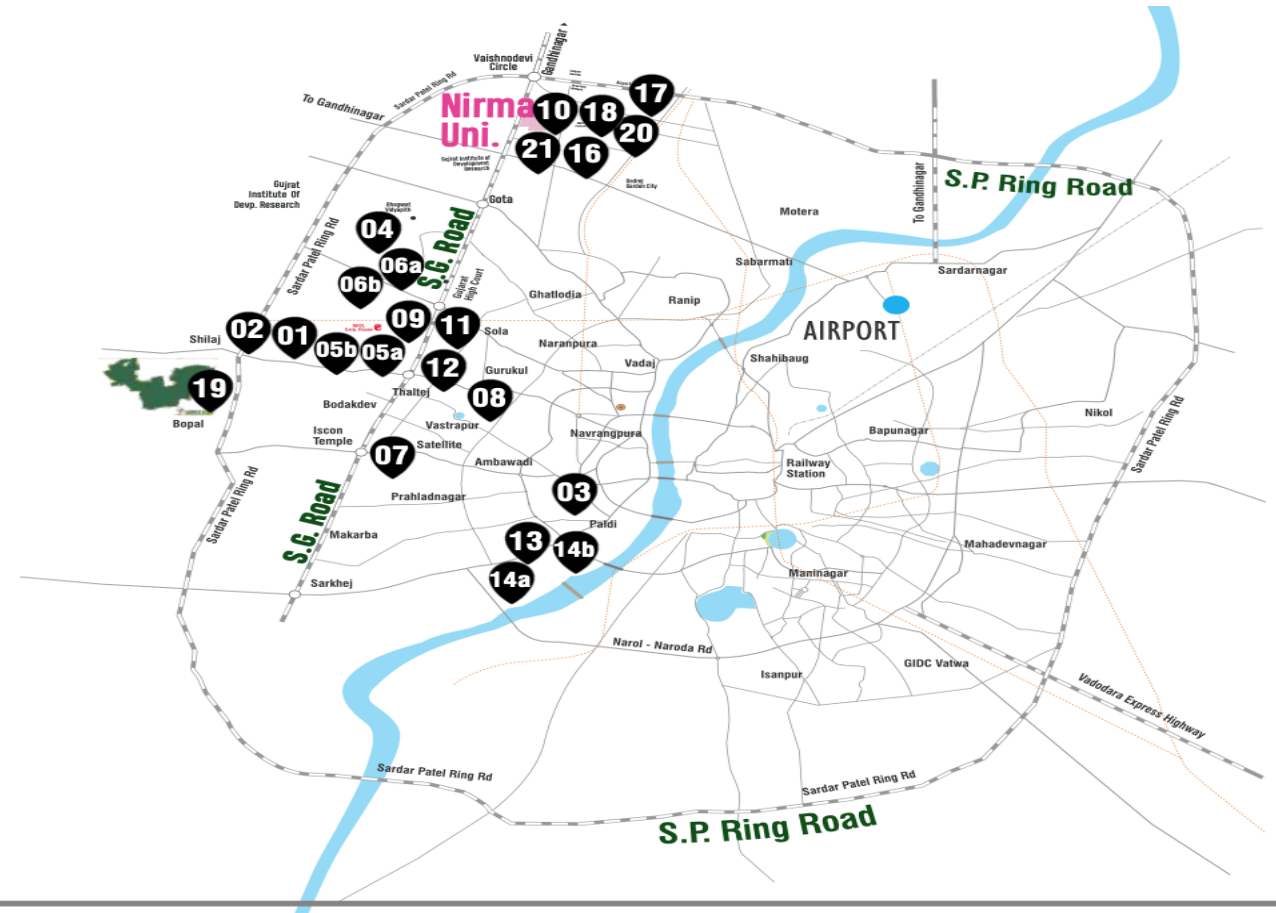 Gandhinagar
Vaishnodevi
Circle
Sardar Patel Ring Rd
To Gandhinagar
Nirma
Uni.
10
18
17
20
21
16
Gujrat Institute of
Development
Research
Godrej
Garden City
Gujrat
Institute Of
Devp. Research
Bhagwat
Vidyapith
Gota
S.P. Ring Road
To Gandhinagar
Motera
04
S.G. Road
06a
06b
Sardar Patel Ring Rd
Gujarat
High Court
Sabarmati
Sardarnagar
Ghatlodia
Ranip
AIRPORT
02
01
05b
05a
09
11
12
08
Shilaj
Sola
Naranpura
Vadaj
Shahibaug
Gurukul
Thaltej
19
Bopal
Bodakdev
Vastrapur
Iscon
Temple
Satellite
07
Navrangpura
Ambawadi
Bapunagar
Nikol
Sardar Patel Ring Rd
Railway
Station
Prahladnagar
03
Sardar Patel Ring Rd
S.G. Road
Makarba
Paldi
13
14b
14a
Mahadevnagar
Maninagar
Sarkhej
Narol - Naroda Rd
Isanpur
GIDC Vatwa
Vadodara Express Highway
Sardar Patel Ring Rd
Sardar Patel Ring Rd
S.P. Ring Road